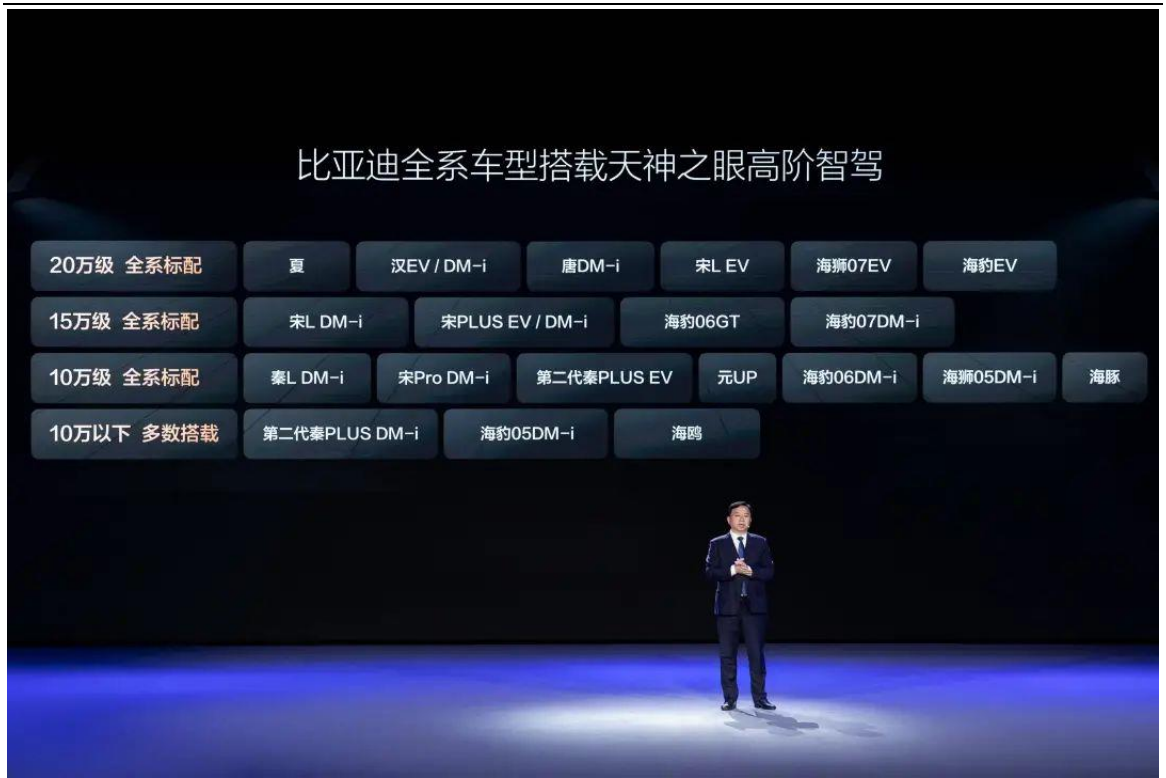 比亚迪全系车型搭载天神之眼高阶智驾
20万级 全系标配 夏 汉EV / DM-i 唐DM-i 宋L EV 海狮07EV 海豹EV
15万级 全系标配 宋L DM-i 宋PLUS EV / DM-i 海豹06GT 海豹07DM-i
10万级 全系标配 秦L DM-i 宋Pro DM-i 第二代秦PLUS EV 元UP 海豹06DM-i 海狮05DM-i 海豚
10万以下 多数搭载 第二代秦PLUS DM-i 海豹05DM-i 海鸥